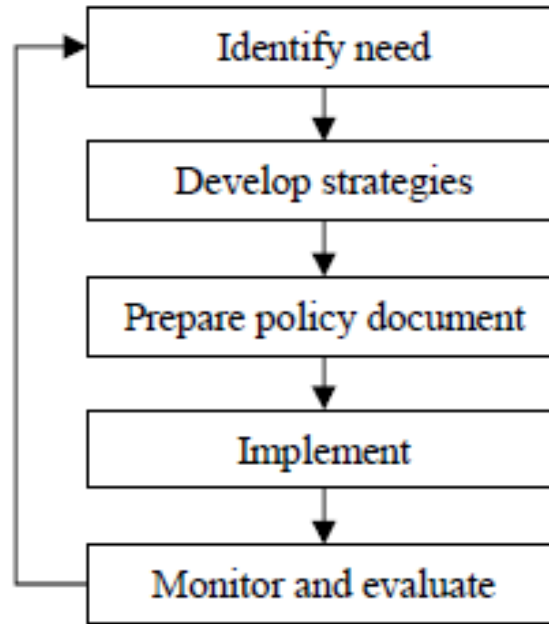 Identify need
Develop strategies
Prepare policy document
Implement
Monitor and evaluate